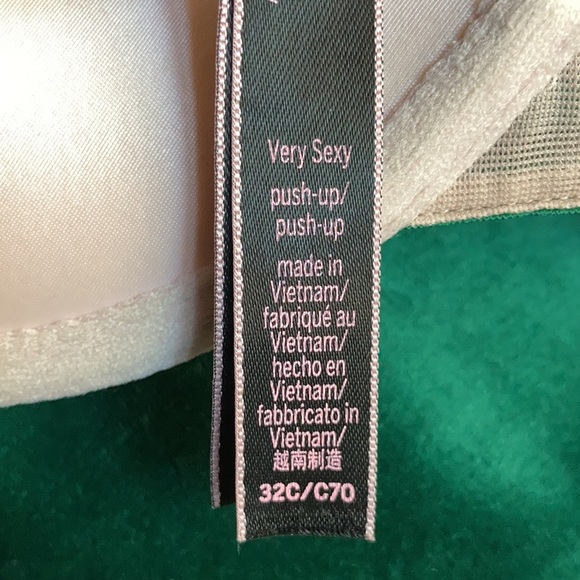 Very Sexy
push-up/
push-up
made in
Vietnam/
fabriqué au
Vietnam/
hecho en
Vietnam/
fabbricato in
Vietnam/
越南制造
32C/C70